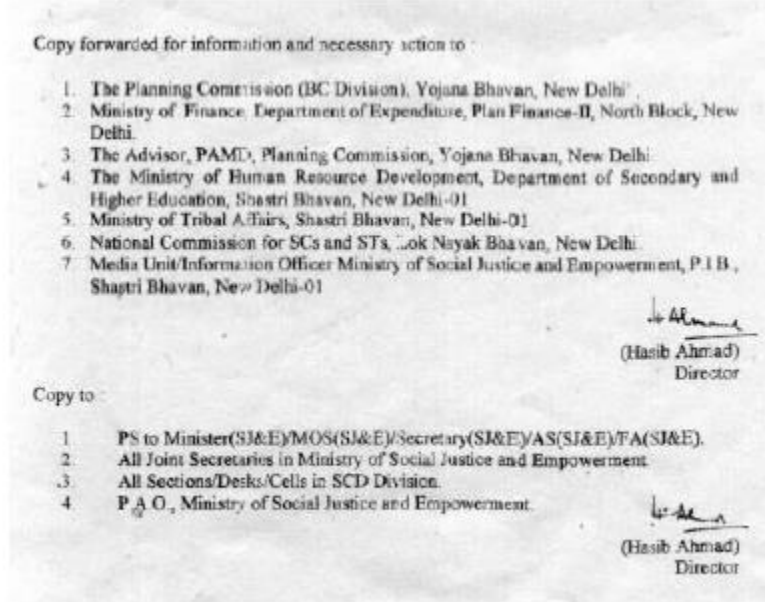 Copy forwarded for information and necessary action to :
1. The Planning Commission (BC Division), Yojana Bhavan, New Delhi
2. Ministry of Finance, Department of Expenditure, Plan Finance-II, North Block, New
Delhi.
3. The Advisor, PAMD, Planning Commission, Yojana Bhavan, New Delhi
4. The Ministry of Human Resource Development, Department of Secondary and
Higher Education, Shastri Bhavan, New Delhi-01
5. Ministry of Tribal Affairs, Shastri Bhavan, New Delhi-01
6. National Commission for SCs and STs, Lok Nayak Bhavan, New Delhi.
7. Media Unit/Information Officer Ministry of Social Justice and Empowerment, P.I.B.,
Shastri Bhavan, New Delhi-01
(Hasib Ahmad)
Director
Copy to :
1. PS to Minister(SJ&E)/MOS(SJ&E)/Secretary(SJ&E)/AS(SJ&E)/FA(SJ&E).
2. All Joint Secretaries in Ministry of Social Justice and Empowerment.
3. All Sections/Desks/Cells in SCD Division.
4. P.A.O., Ministry of Social Justice and Empowerment.
(Hasib Ahmad)
Director